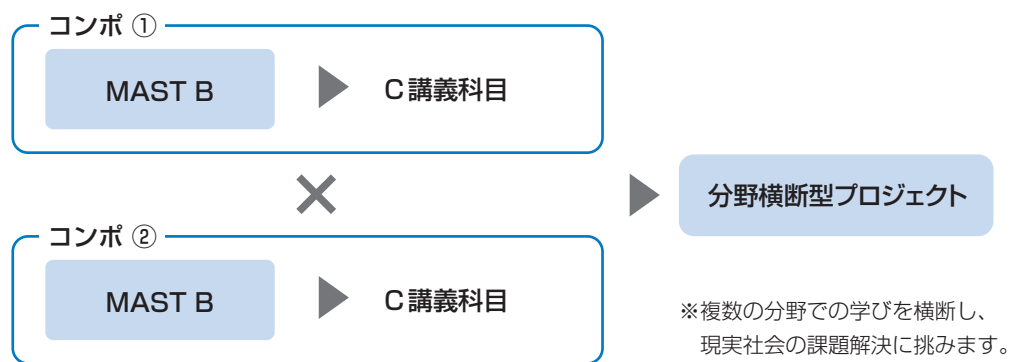 コンポ ①
MAST B
C講義科目
コンポ ②
MAST B
C講義科目
分野横断型プロジェクト
※複数の分野での学びを横断し、
現実社会の課題解決に挑みます。